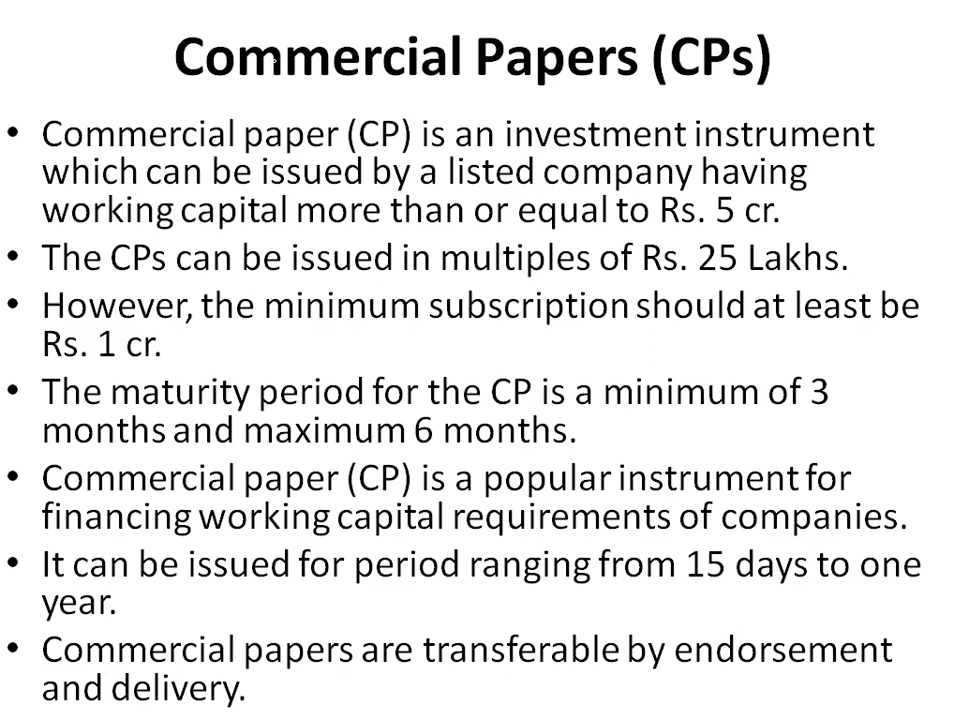 Commercial Papers (CPs)
• Commercial paper (CP) is an investment instrument
which can be issued by a listed company having
working capital more than or equal to Rs. 5 cr.
• The CPs can be issued in multiples of Rs. 25 Lakhs.
• However, the minimum subscription should at least be
Rs. 1 cr.
• The maturity period for the CP is a minimum of 3
months and maximum 6 months.
• Commercial paper (CP) is a popular instrument for
financing working capital requirements of companies.
• It can be issued for period ranging from 15 days to one
year.
• Commercial papers are transferable by endorsement
and delivery.